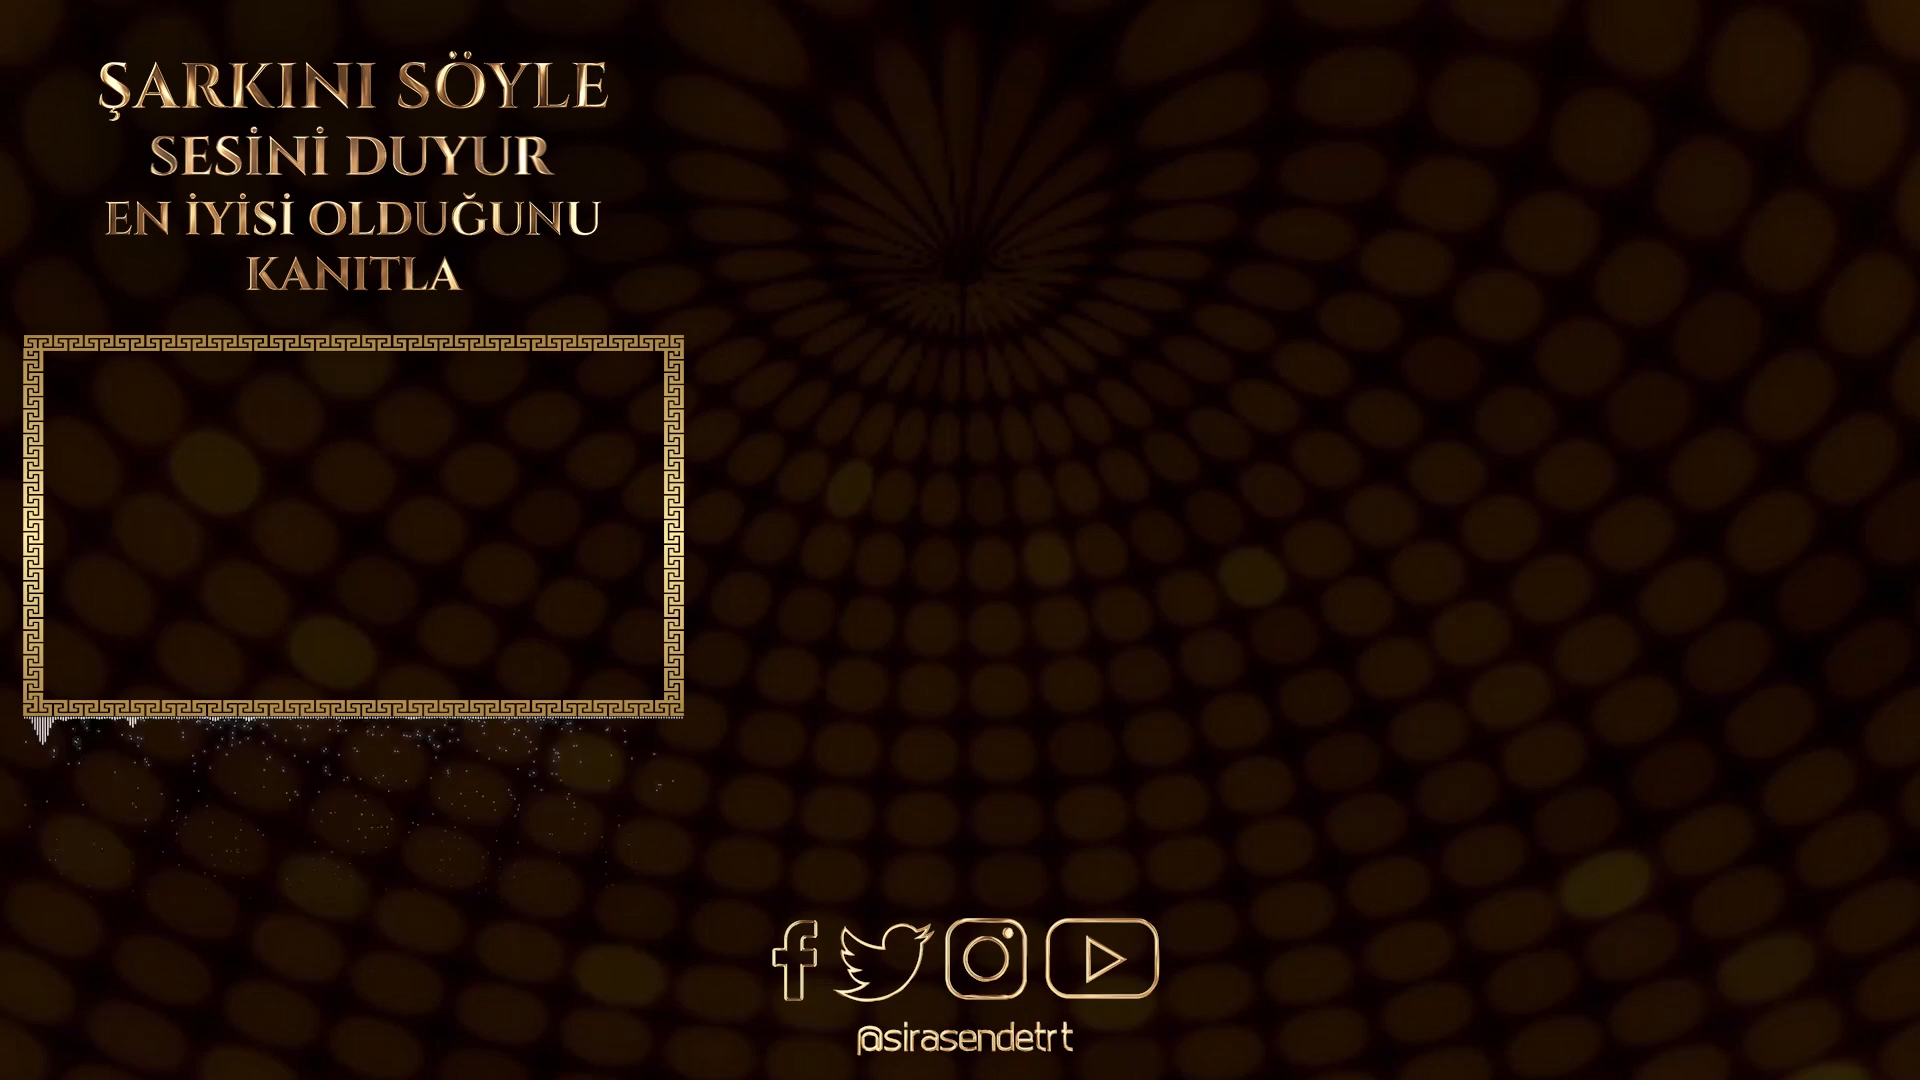 ŞARKINI SÖYLE
SESİNİ DUYUR
EN İYİSİ OLDUĞUNU
KANITLA
@sirasendetrt